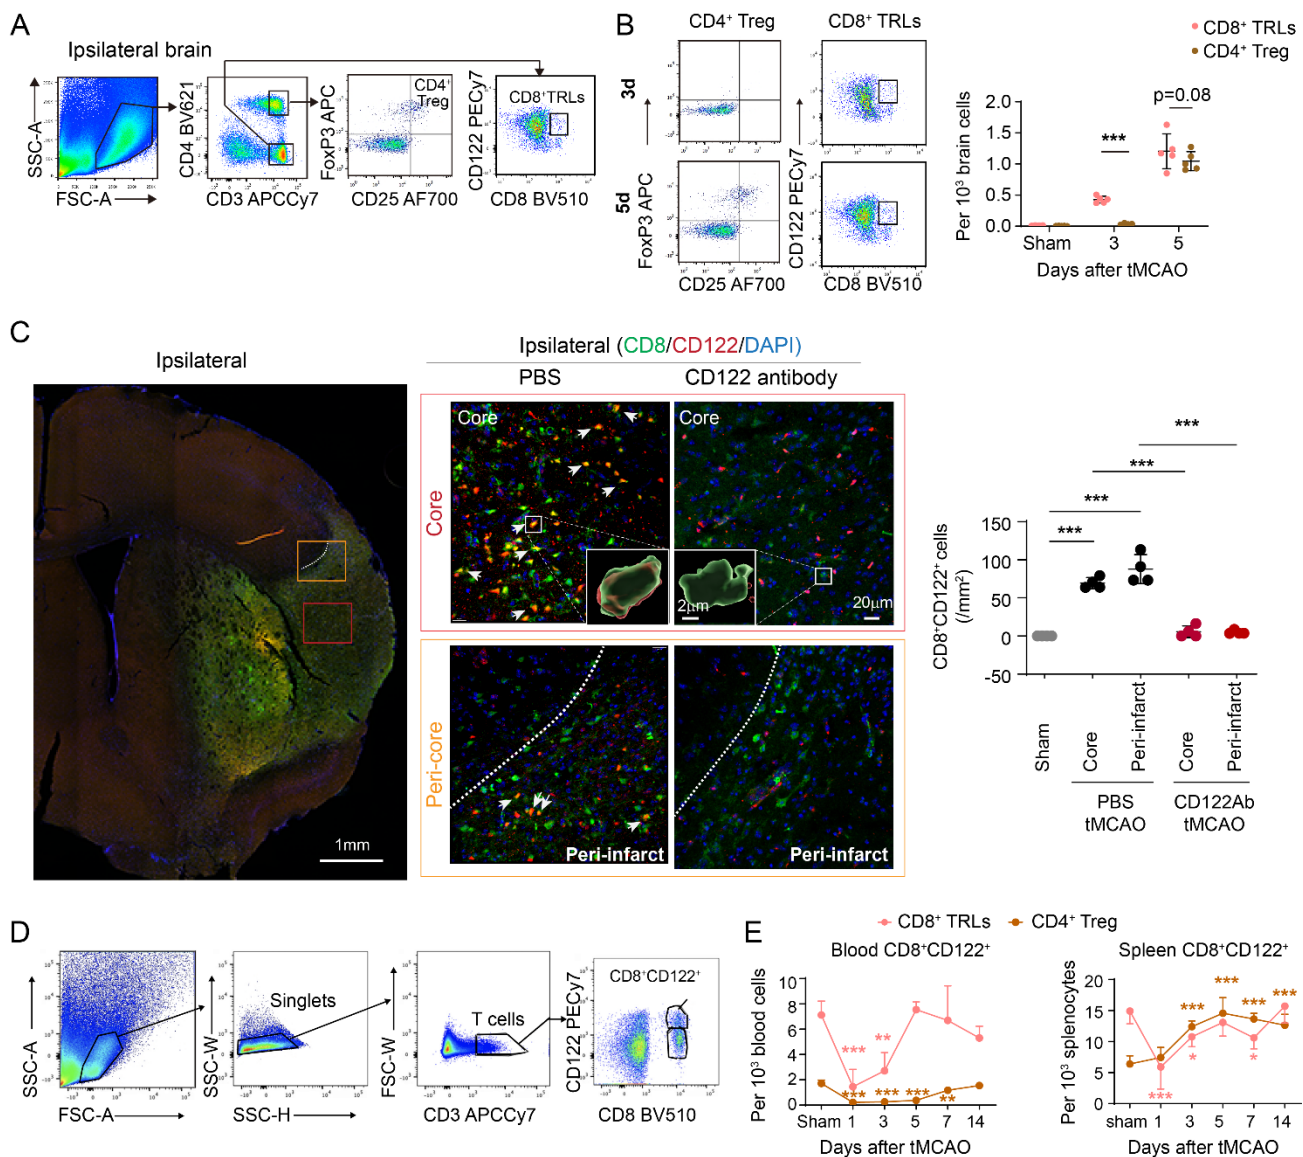 A
Ipsilateral brain
SSC-A
FSC-A
CD4 BV621
CD3 APCCy7
FoxP3 APC
CD4+
Treg
CD25 AF700
CD122 PECy7
CD8+TRLs
CD8 BV510
B
CD4+ Treg
CD8+ TRLs
3d
5d
FoxP3 APC
CD25 AF700
CD122 PECy7
CD8 BV510
CD8+ TRLs
CD4+ Treg
Per 10³ brain cells
2.0
1.5
1.0
0.5
0.0
***
p=0.08
Sham
3
5
Days after tMCAO
C
Ipsilateral
1mm
Ipsilateral (CD8/CD122/DAPI)
PBS
CD122 antibody
Core
Core
Core
2µm
20µm
Peri-core
Peri-infarct
Peri-infarct
CD8+CD122+ cells
(/mm²)
150
100
50
0
-50
***
***
***
***
Sham
Core
Peri-infarct
Core
Peri-infarct
PBS
tMCAO
CD122Ab
tMCAO
D
SSC-A
FSC-A
Singlets
SSC-W
SSC-H
T cells
FSC-W
CD3 APCCy7
CD8+CD122+
CD122 PECy7
CD8 BV510
E
CD8+ TRLs
CD4+ Treg
Blood CD8+CD122+
Per 10³ blood cells
10
8
6
4
2
0
***
**
***
***
***
**
Sham
1
3
5
7
14
Days after tMCAO
Spleen CD8+CD122+
Per 10³ splenocytes
20
15
10
5
0
***
***
***
***
***
*
*
sham
1
3
5
7
14
Days after tMCAO